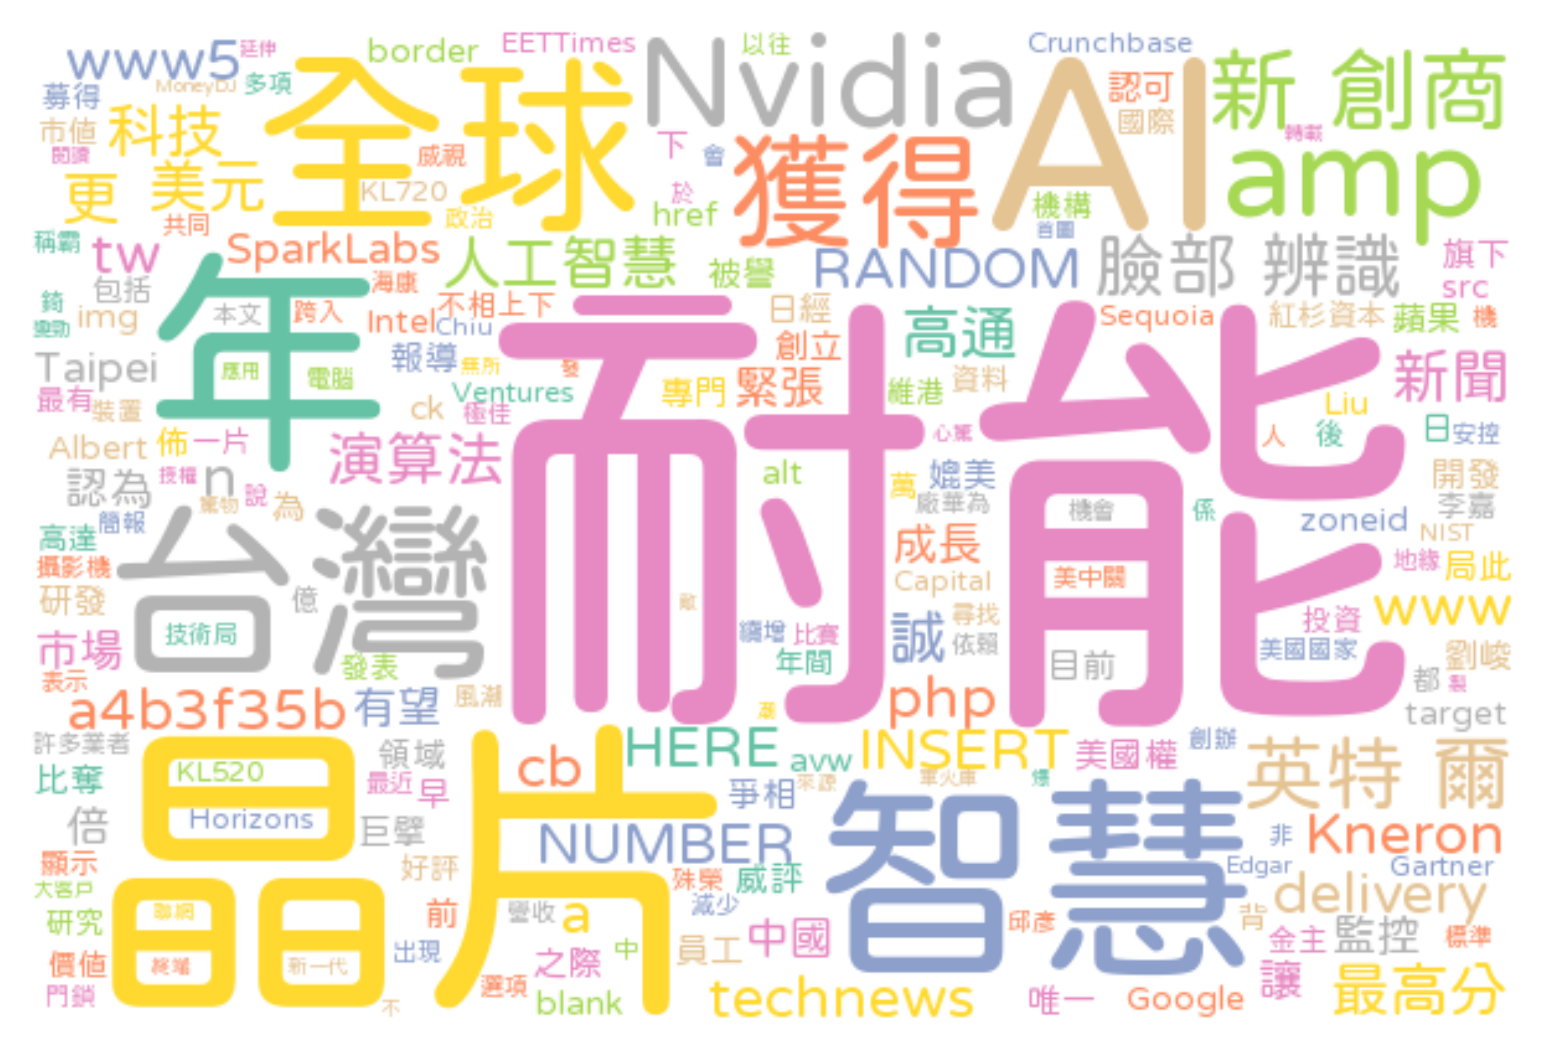 www5
延伸
border
EETTimes
Nvidia
以往
Crunchbase
AI
新 創商
MoneyDJ
多項
全球
認可
募得
科技
國際
轉載
市值
威視
下
會
獲得
amp
閱讀
更
美元
KL720
於
機構
共同
政治
href
首圖
稱霸
tw
SparkLabs
人工智慧
被譽
RANDOM
臉部 辨識
旗下
包括
年
海康
src
錡
本文
跨入
不相上下
日經
高通
Sequoia
紅杉資本
蘋果
機
img
Intel
Chiu
耐能
創立
Taipei
報導
無所
發
新聞
應用
電腦
Ventures
專門
緊張
維港
資料
最有
裝置
ck
極佳
Liu
Albert
佈
一片
演算法
心驚
人
後
日
安控
認為
授權
n
alt
萬
媲美
開發
說
駕物
為
廠華為
機會
係
李嘉
簡報
台灣
zoneid
NIST
高達
成長
攝影機
美中關
地緣
局此
Capital
研發
億
敵
尋找
www
技術局
誠
投資
市場
續增
比賽
依賴
美國國家
發表
年間
目前
劉峻
表示
都
製
a4b3f35b
有望
風潮
潮
php
target
許多業者
晶片
領域
cb
HERE
avw
INSERT
美國權
創辦
英特 爾
比奪
KL520
最近
早
爭相
來源
軍火庫
倍
Horizons
巨擘
NUMBER
智慧
非
Kneron
顯示
好評
殊榮
威評
Edgar
Gartner
大客戶
delivery
研究
聯網
前
營收
a
減少
背
邱彥
中國
金主
監控
標準
價值
終端
新一代
出現
之際
中
員工
門鎖
選項
讓
最高分
不
blank
technews
唯一
Google